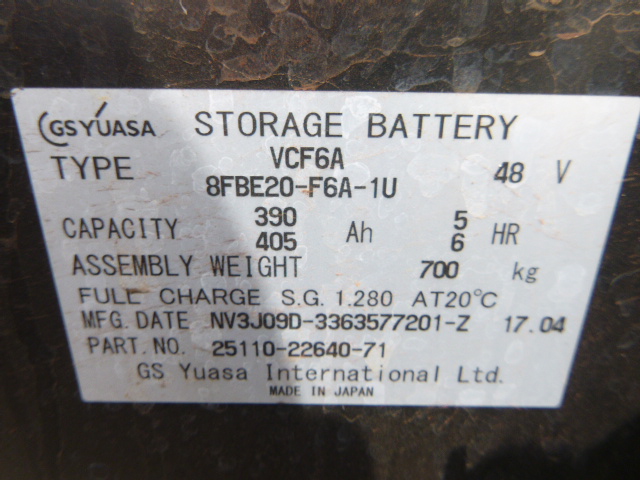 GS YUASA STORAGE BATTERY
TYPE VCF6A 48 V
8FBE20-F6A-1U
CAPACITY 390 Ah 5 HR
405 6
ASSEMBLY WEIGHT 700 kg
FULL CHARGE S.G. 1.280 AT20℃
MFG. DATE NV3J09D-3363577201-Z 17.04
PART. NO. 25110-22640-71
GS Yuasa International Ltd.
MADE IN JAPAN